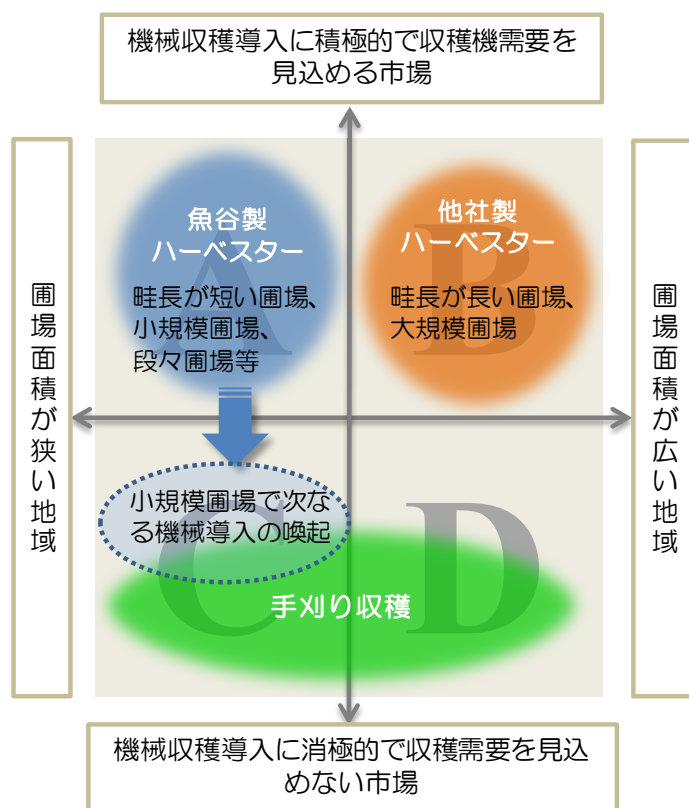 機械収穫導入に積極的で収穫機需要を
見込める市場
圃場面積が狭い地域
魚谷製
ハーベスター
畦長が短い圃場、
小規模圃場、
段々圃場等
A
他社製
ハーベスター
畦長が長い圃場、
大規模圃場
B
圃場面積が広い地域
小規模圃場で次な
る機械導入の喚起
C
D
手刈り収穫
機械収穫導入に消極的で収穫需要を見込
めない市場